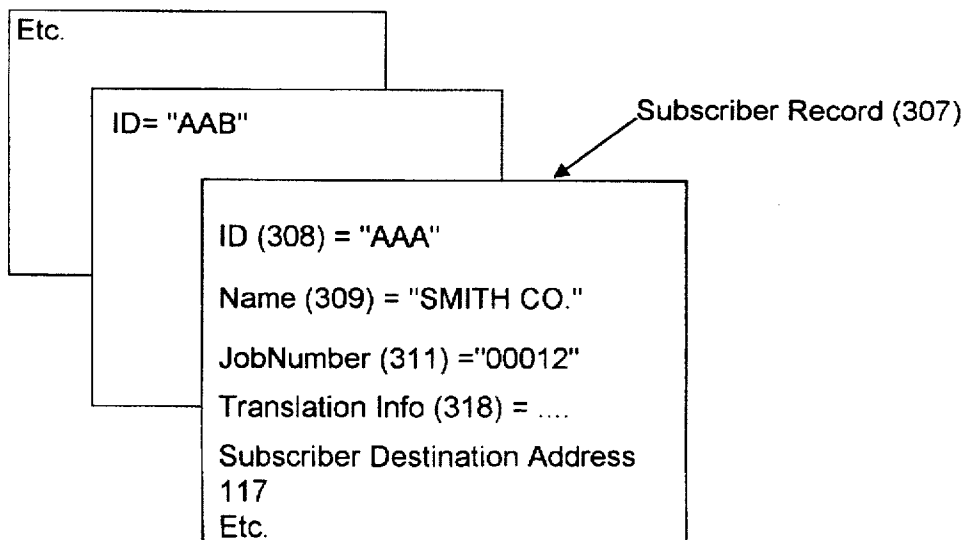 Etc.
ID= "AAB"
Subscriber Record (307)
ID (308) = "AAA"
Name (309) = "SMITH CO."
JobNumber (311) ="00012"
Translation Info (318) = ....
Subscriber Destination Address
117
Etc.